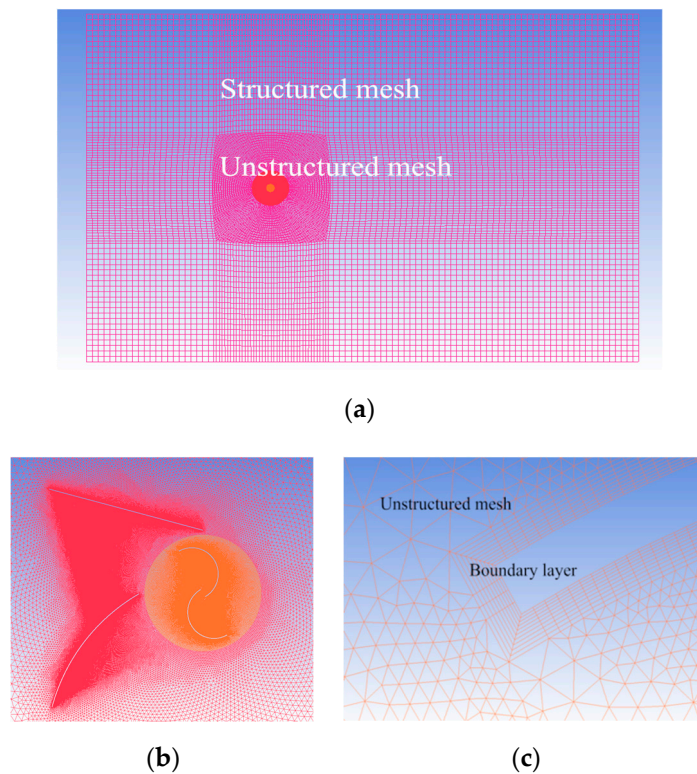 Structured mesh
Unstructured mesh
(a)
Unstructured mesh
Boundary layer
(b)
(c)